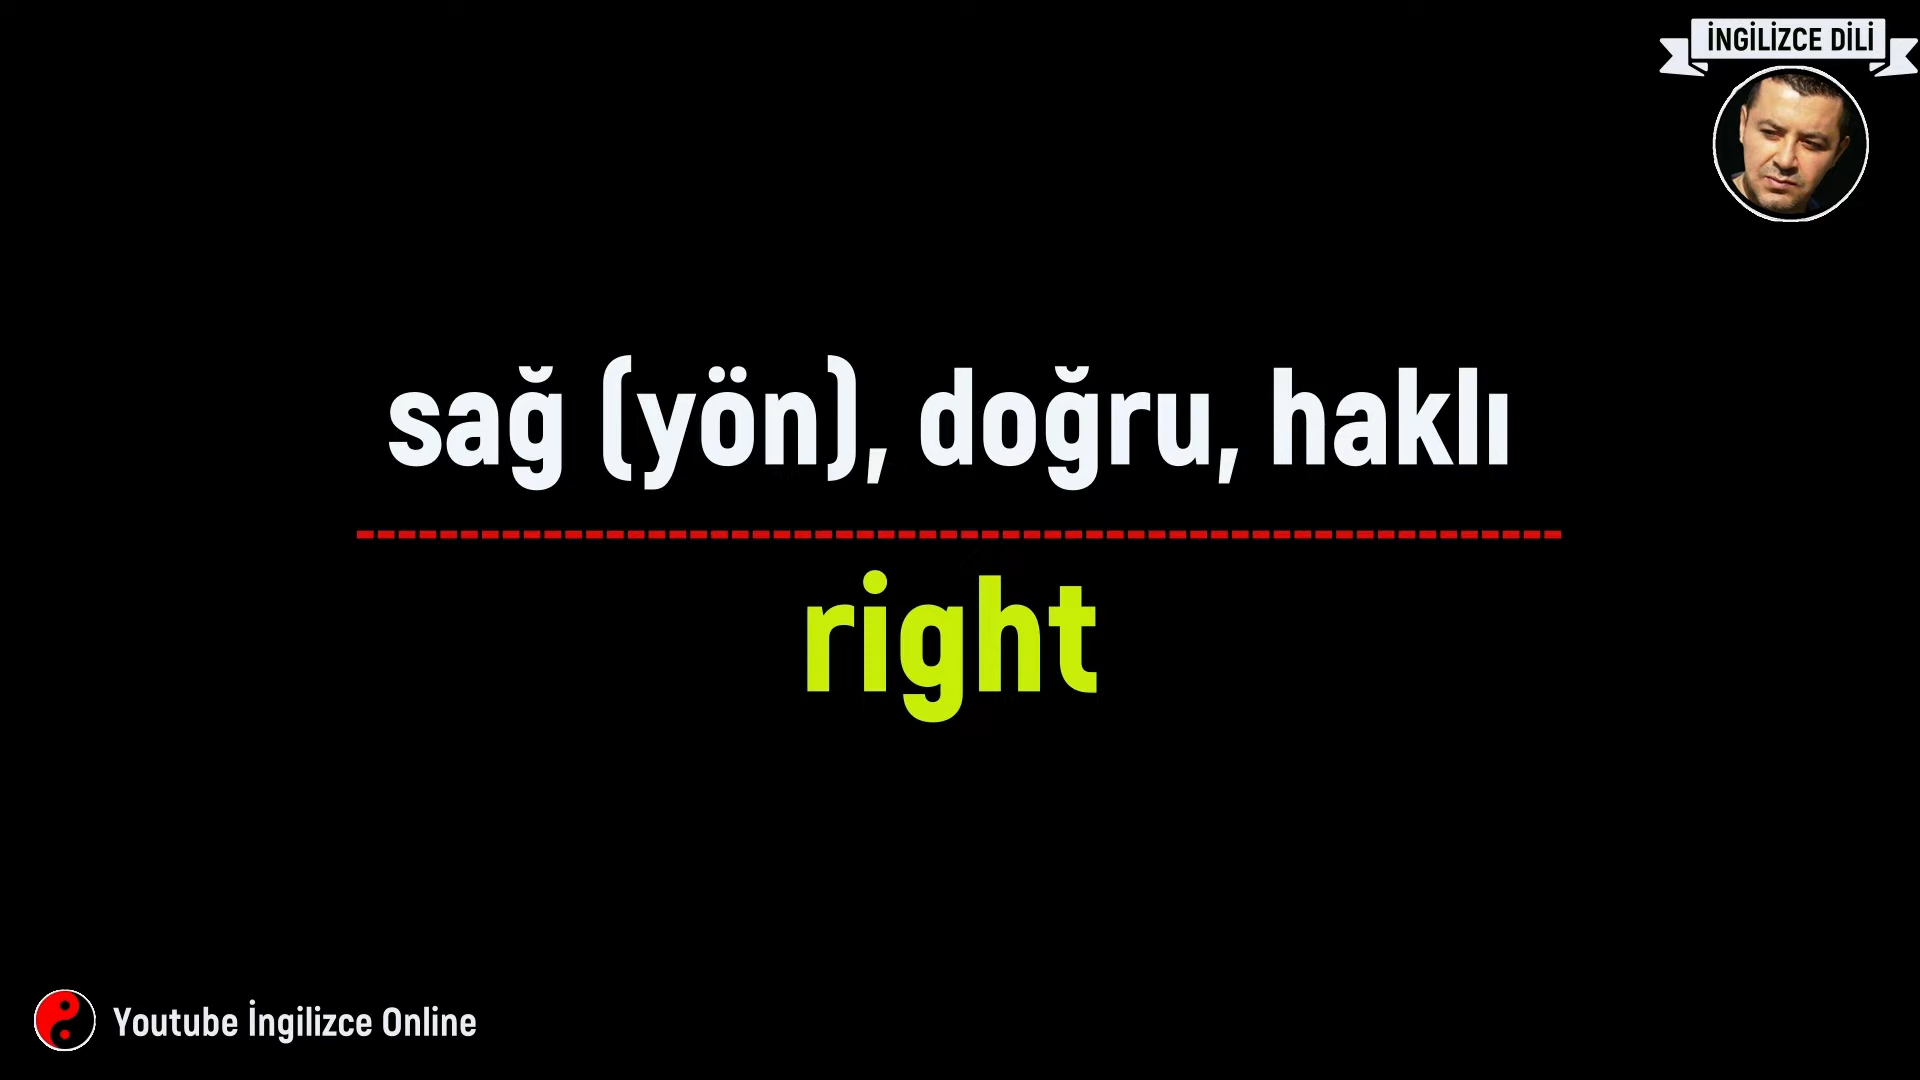 İNGİLİZCE DİLİ
sağ (yön), doğru, haklı
right
Youtube İngilizce Online